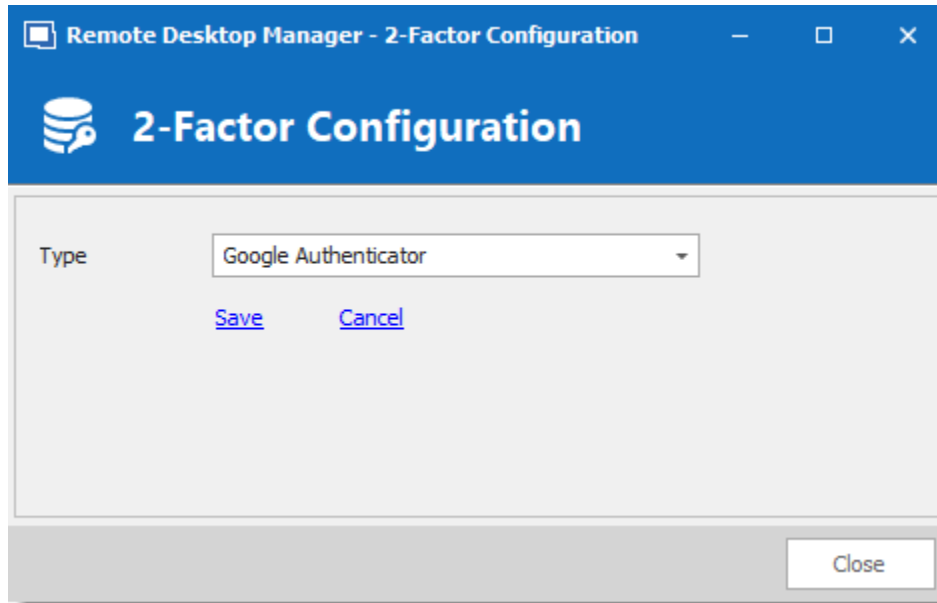 Remote Desktop Manager - 2-Factor Configuration
2-Factor Configuration
Type Google Authenticator
Save Cancel
Close